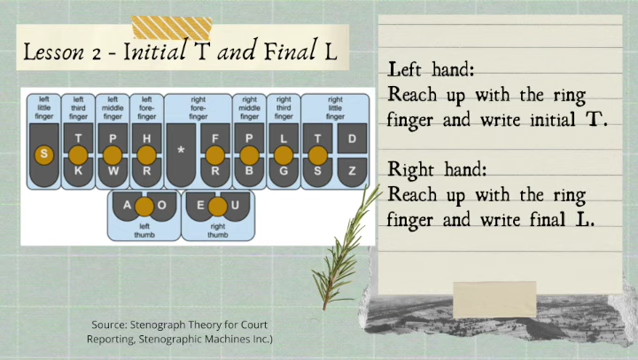 Lesson 2 - Initial T and Final L
left little finger
left third finger
left middle finger
left fore- finger
right fore- finger
right middle finger
right third finger
right little finger
S T P H * F P L T D
K W R R B G S Z
A O E U
left thumb
right thumb
Left hand:
Reach up with the ring
finger and write initial T.
Right hand:
Reach up with the ring
finger and write final L.
Source: Stenograph Theory for Court
Reporting, Stenographic Machines Inc.)